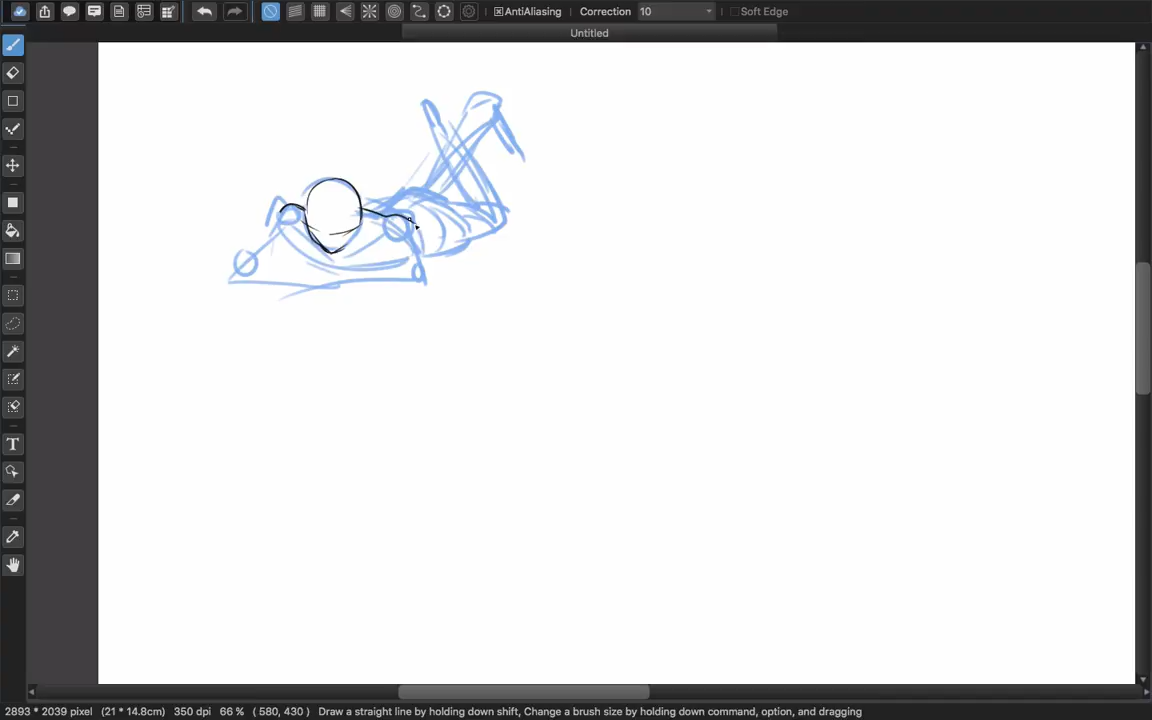 AntiAliasing Correction 10 Soft Edge
Untitled
T
2893 * 2039 pixel (21 * 14.8cm) 350 dpi 66 % ( 580, 430 ) Draw a straight line by holding down shift, Change a brush size by holding down command, option, and dragging